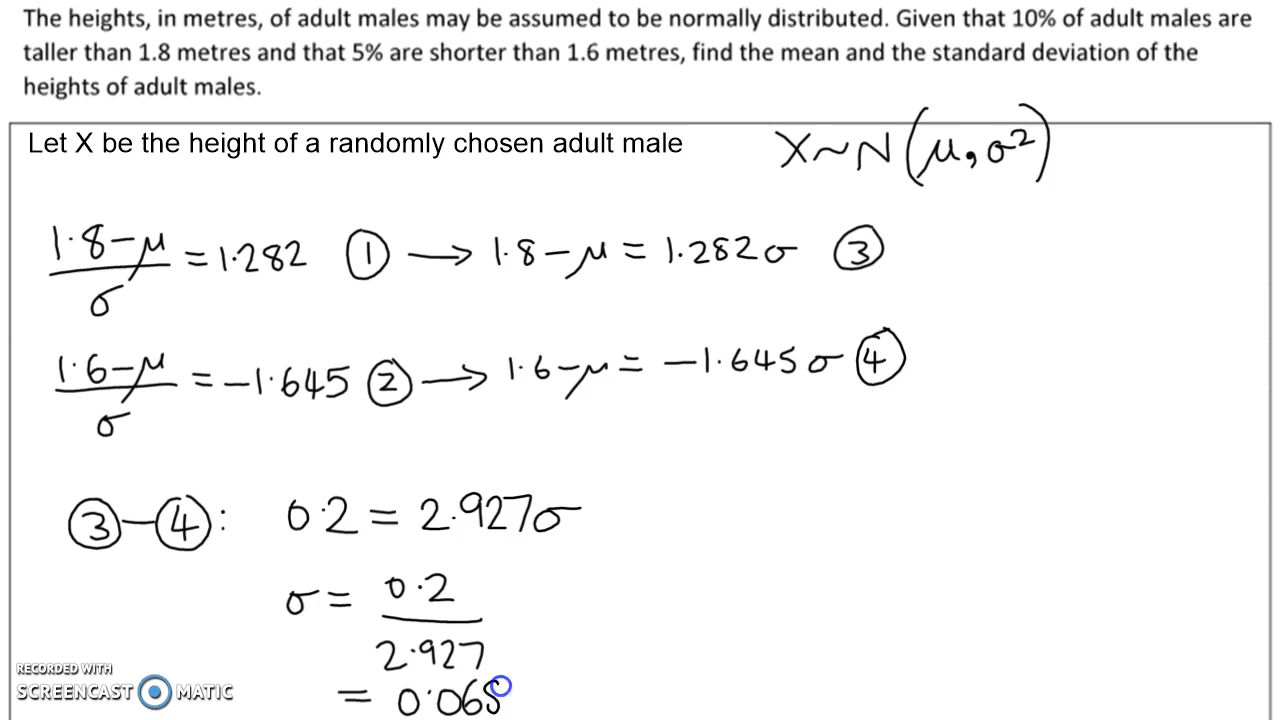 The heights, in metres, of adult males may be assumed to be normally distributed. Given that 10% of adult males are
taller than 1.8 metres and that 5% are shorter than 1.6 metres, find the mean and the standard deviation of the
heights of adult males.
Let X be the height of a randomly chosen adult male X~N(μ,σ²)
(1.8-μ)/σ = 1.282 ① → 1.8-μ = 1.282σ ③
(1.6-μ)/σ = -1.645 ② → 1.6-μ = -1.645σ ④
③-④: 0.2 = 2.927σ
σ = 0.2/2.927
= 0.068
RECORDED WITH
SCREENCAST MATIC